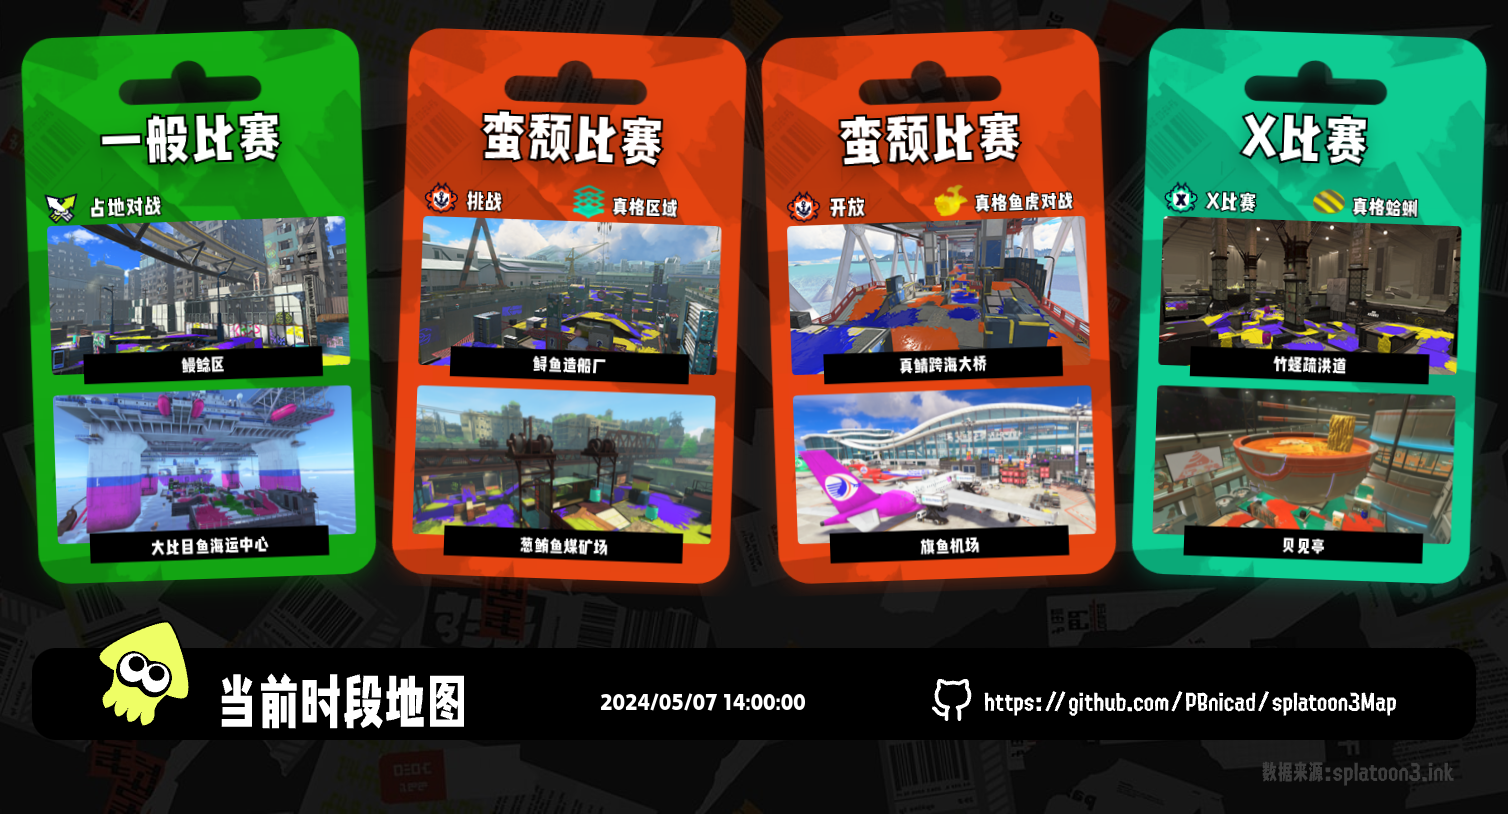 一般比赛
占地对战
鳗鲶区
大比目鱼海运中心
蛮颓比赛
挑战
真格区域
鲟鱼造船厂
葱鲔鱼煤矿场
蛮颓比赛
开放
真格鱼虎对战
真鲭跨海大桥
旗鱼机场
X比赛
X比赛
真格蛤蜊
竹蛏疏洪道
贝见亭
当前时段地图
2024/05/07 14:00:00
https://github.com/PBnicad/splatoon3Map
数据来源:splatoon3.ink